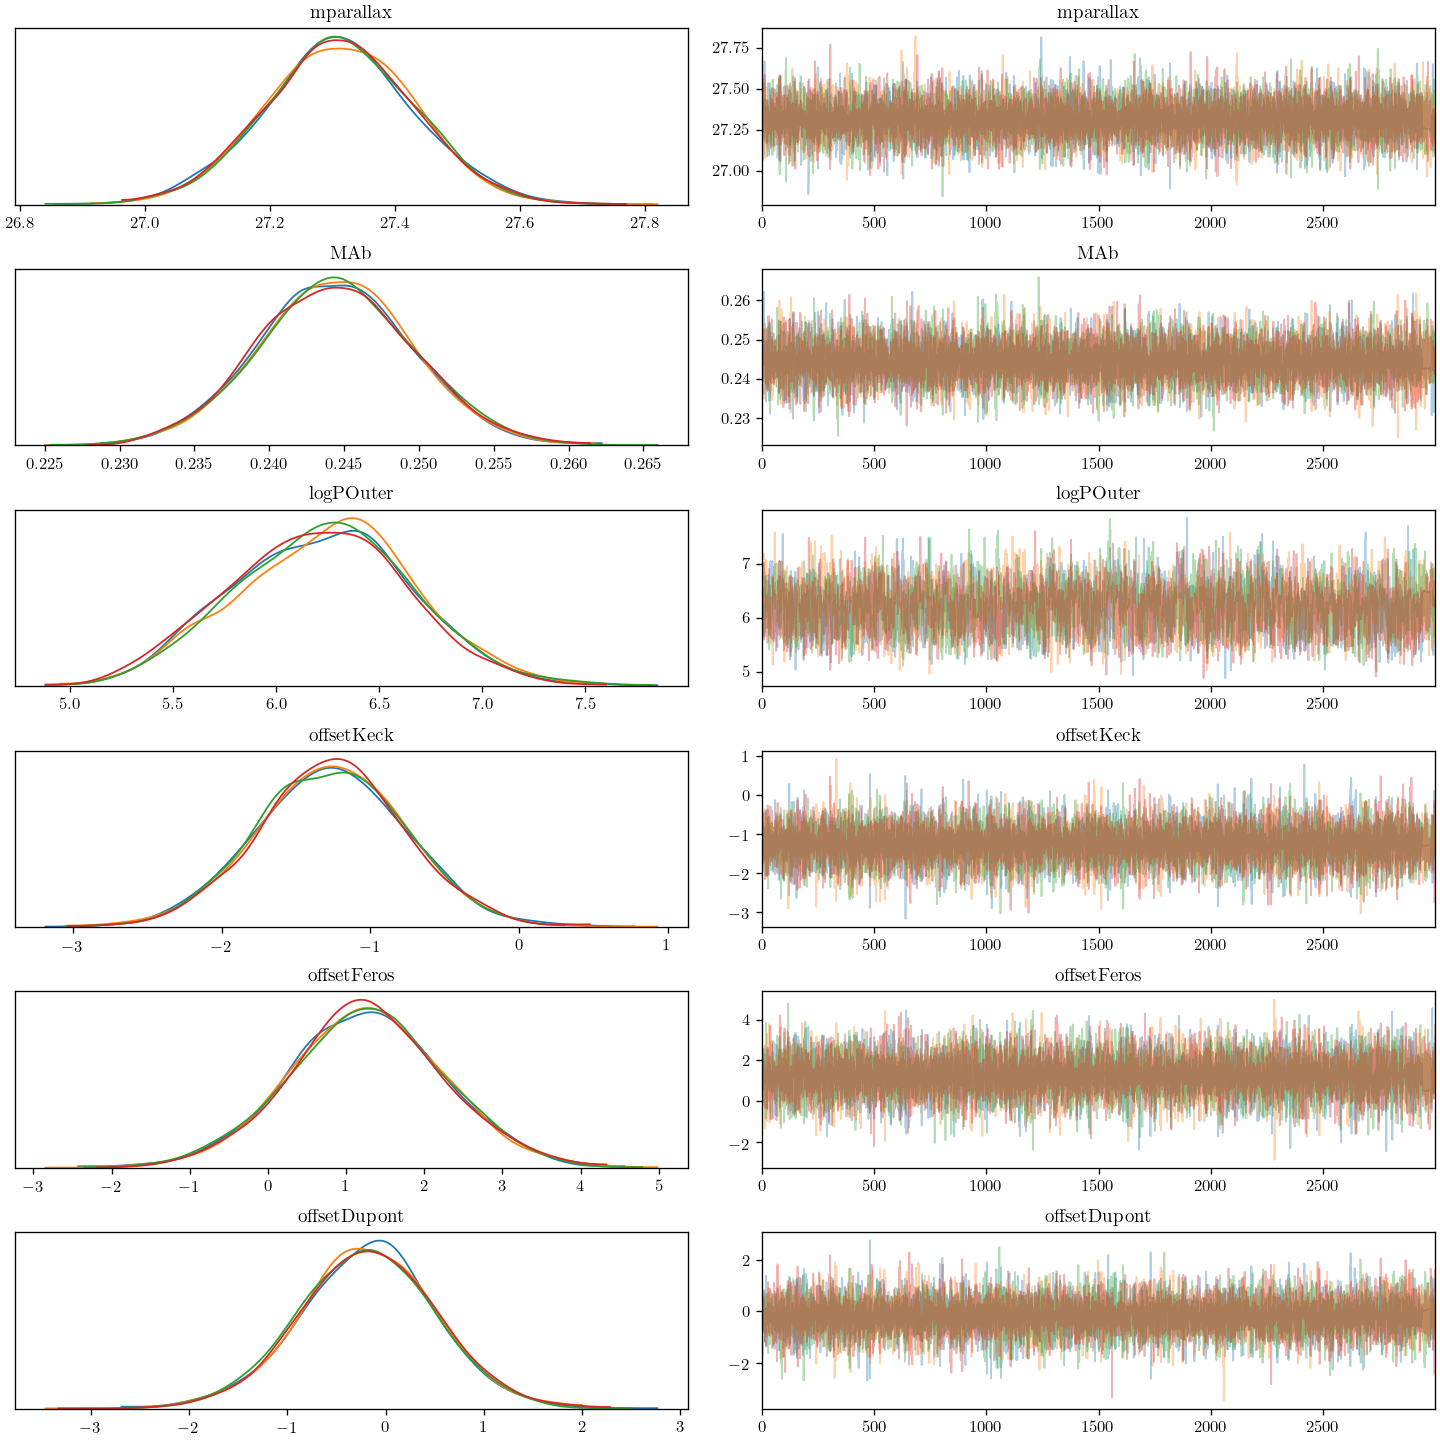 mparallax mparallax
27.75
27.50
27.25
27.00
26.8 27.0 27.2 27.4 27.6 27.8 0 500 1000 1500 2000 2500
MAb MAb
0.26
0.25
0.24
0.23
0.225 0.230 0.235 0.240 0.245 0.250 0.255 0.260 0.265 0 500 1000 1500 2000 2500
logPOuter logPOuter
7
6
5
5.0 5.5 6.0 6.5 7.0 7.5 0 500 1000 1500 2000 2500
offsetKeck offsetKeck
1
0
−1
−2
−3
−3 −2 −1 0 1 0 500 1000 1500 2000 2500
offsetFeros offsetFeros
4
2
0
−2
−3 −2 −1 0 1 2 3 4 5 0 500 1000 1500 2000 2500
offsetDupont offsetDupont
2
0
−2
−3 −2 −1 0 1 2 3 0 500 1000 1500 2000 2500